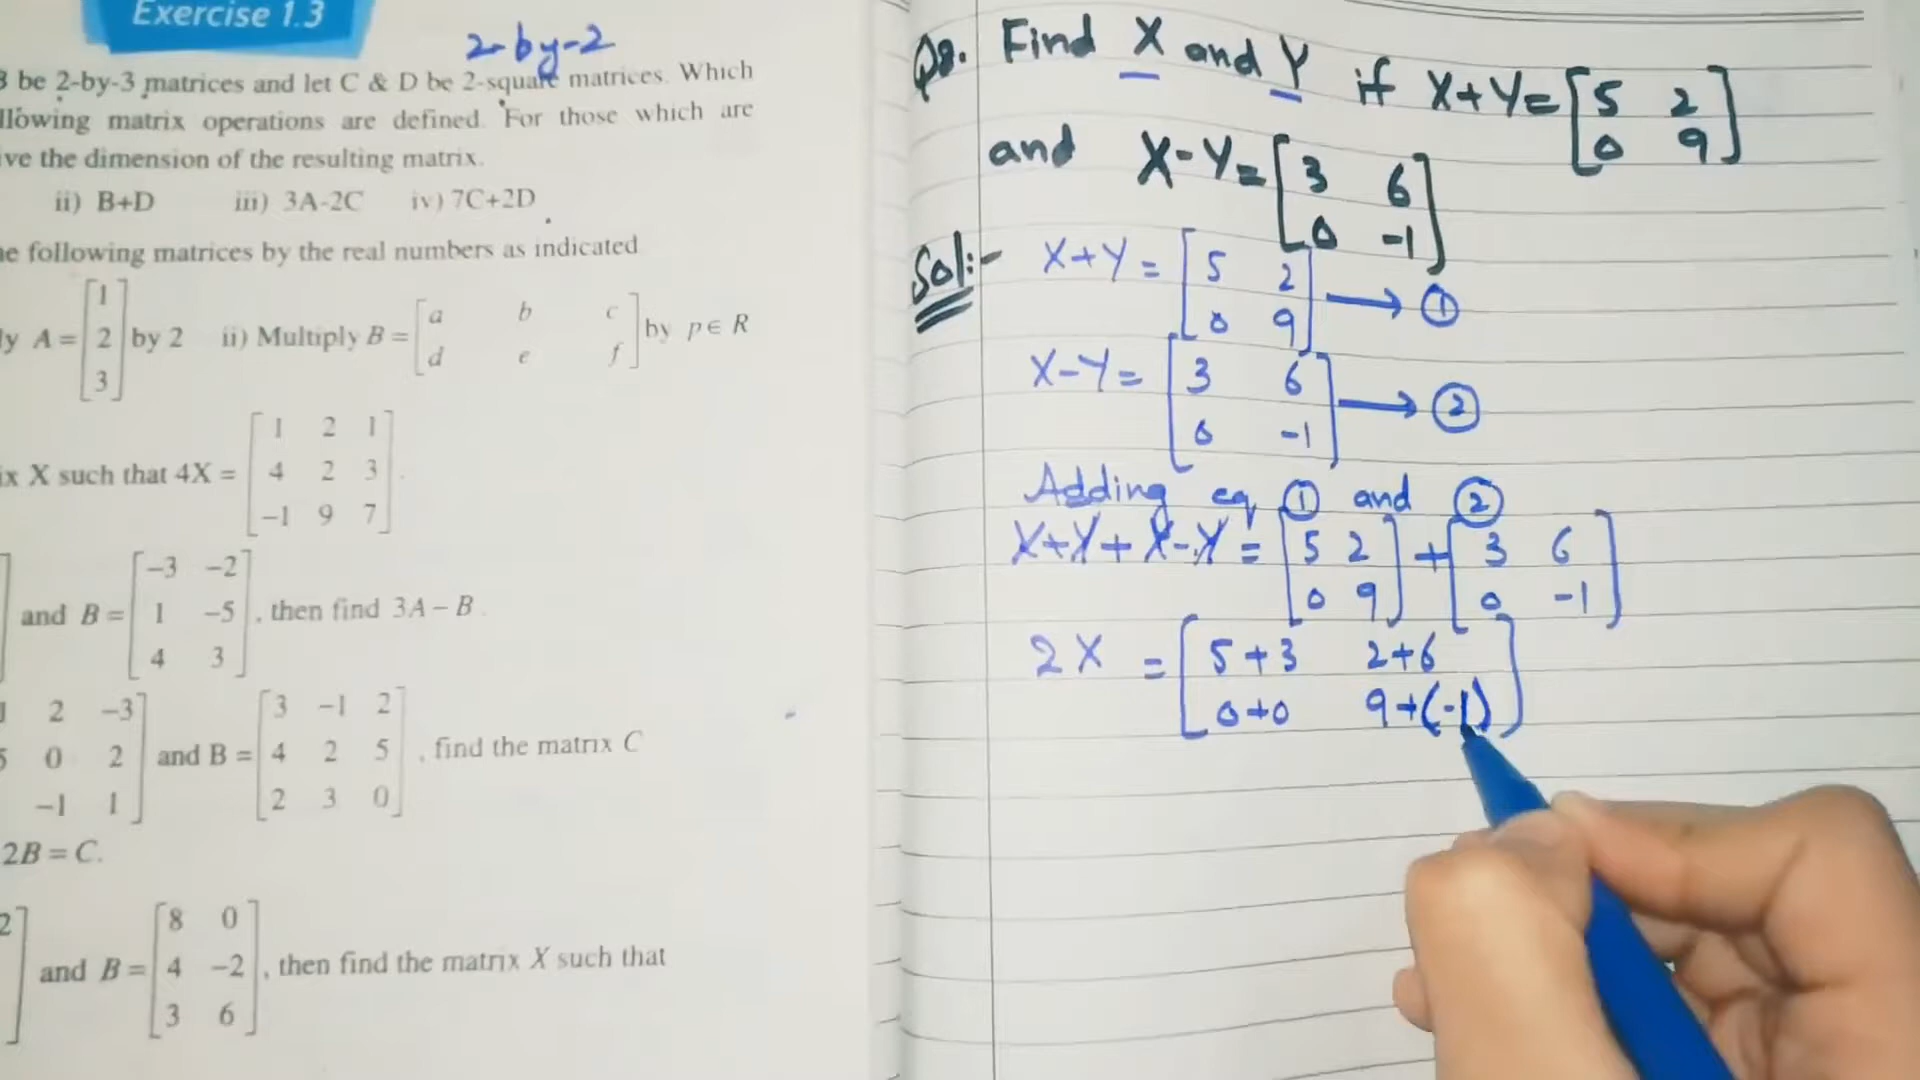 Exercise 1.3
2-by-2
B be 2-by-3 matrices and let C & D be 2-square matrices. Which
llowing matrix operations are defined. For those which are
ve the dimension of the resulting matrix.
ii) B+D iii) 3A-2C iv) 7C+2D
e following matrices by the real numbers as indicated
y A = [1 2 3] by 2 ii) Multiply B = [a b c d e f] by p∈R
ix X such that 4X = [1 2 1
4 2 3
-1 9 7].
and B = [-3 -2
1 -5
4 3], then find 3A – B.
2 -3
0 2
-1 1] and B = [3 -1 2
4 2 5
2 3 0], find the matrix C
2B = C.
2] and B = [8 0
4 -2
3 6], then find the matrix X such that
Q8. Find X and Y if X+Y = [5 2
0 9]
and X-Y = [3 6
0 -1]
Sol:- X+Y = [5 2
0 9] → ①
X-Y = [3 6
0 -1] → ②
Adding eq ① and ②
X+Y+X-Y = [5 2
0 9] + [3 6
0 -1]
2X = [5+3 2+6
0+0 9+(-1)]